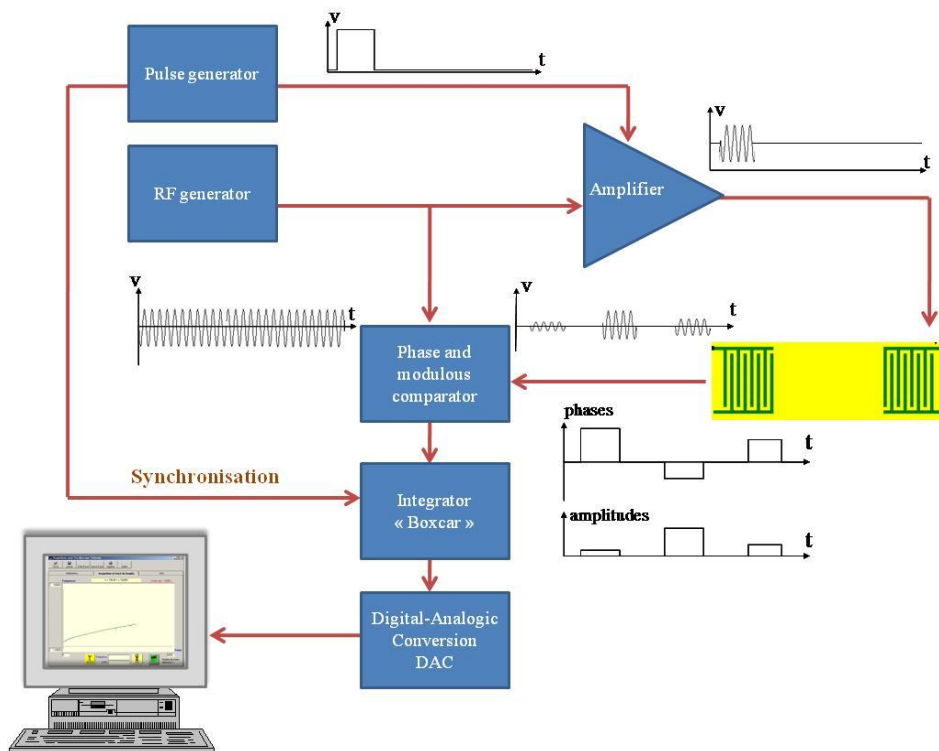 v
t
Pulse generator
v
t
RF generator
Amplifier
v
t
v
t
Phase and
modulous
comparator
phases
t
Synchronisation
Integrator
« Boxcar »
amplitudes
t
Digital-Analogic
Conversion
DAC